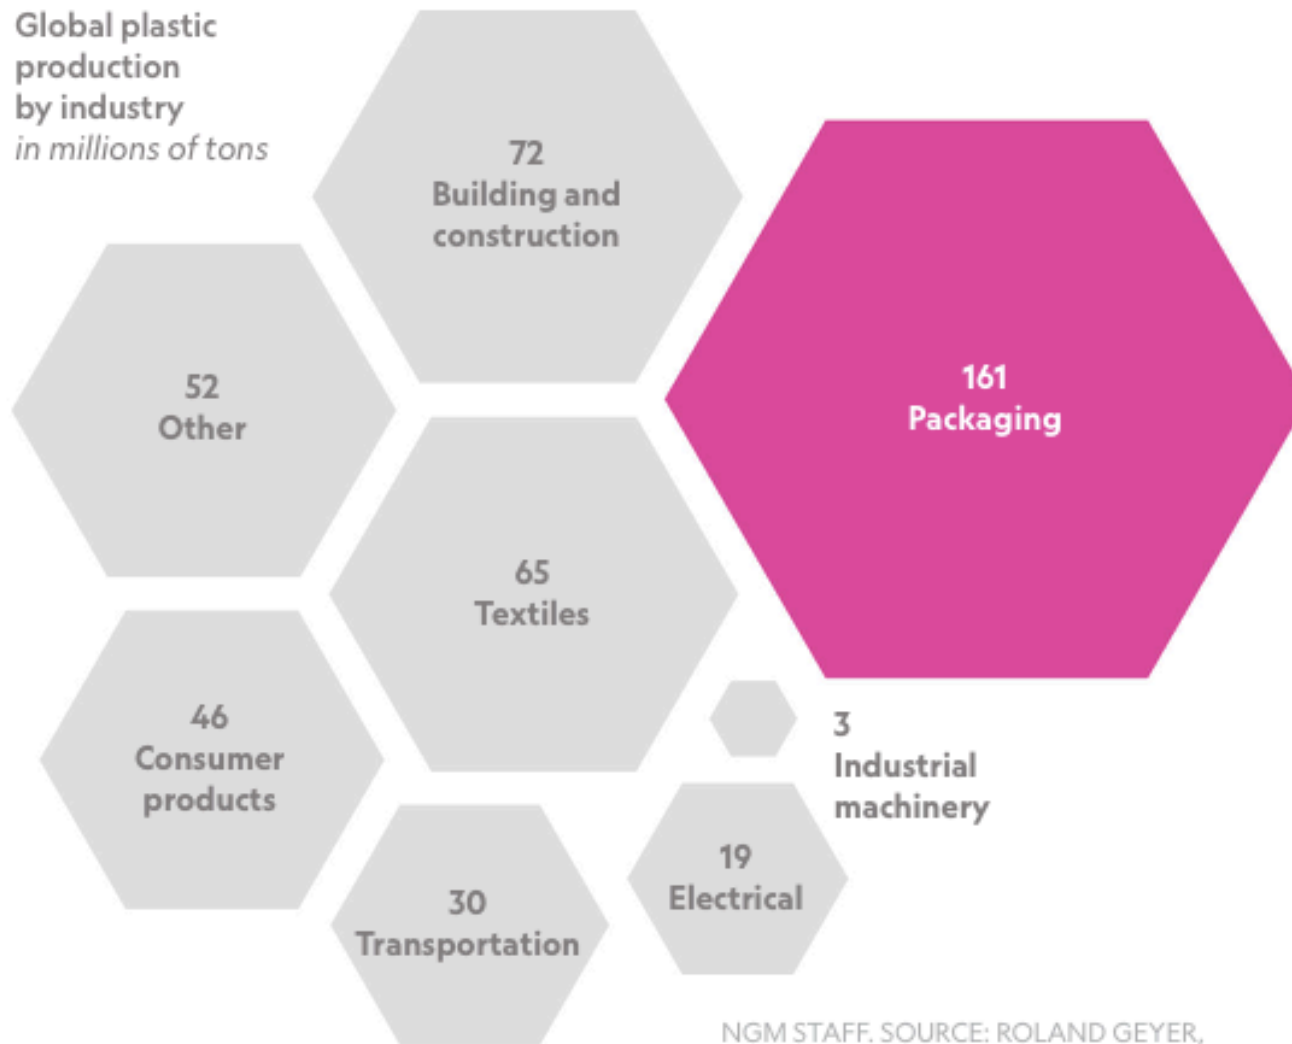 Global plastic
production
by industry
in millions of tons
72
Building and
construction
161
Packaging
52
Other
65
Textiles
46
Consumer
products
3
Industrial
machinery
19
Electrical
30
Transportation
NGM STAFF. SOURCE: ROLAND GEYER,